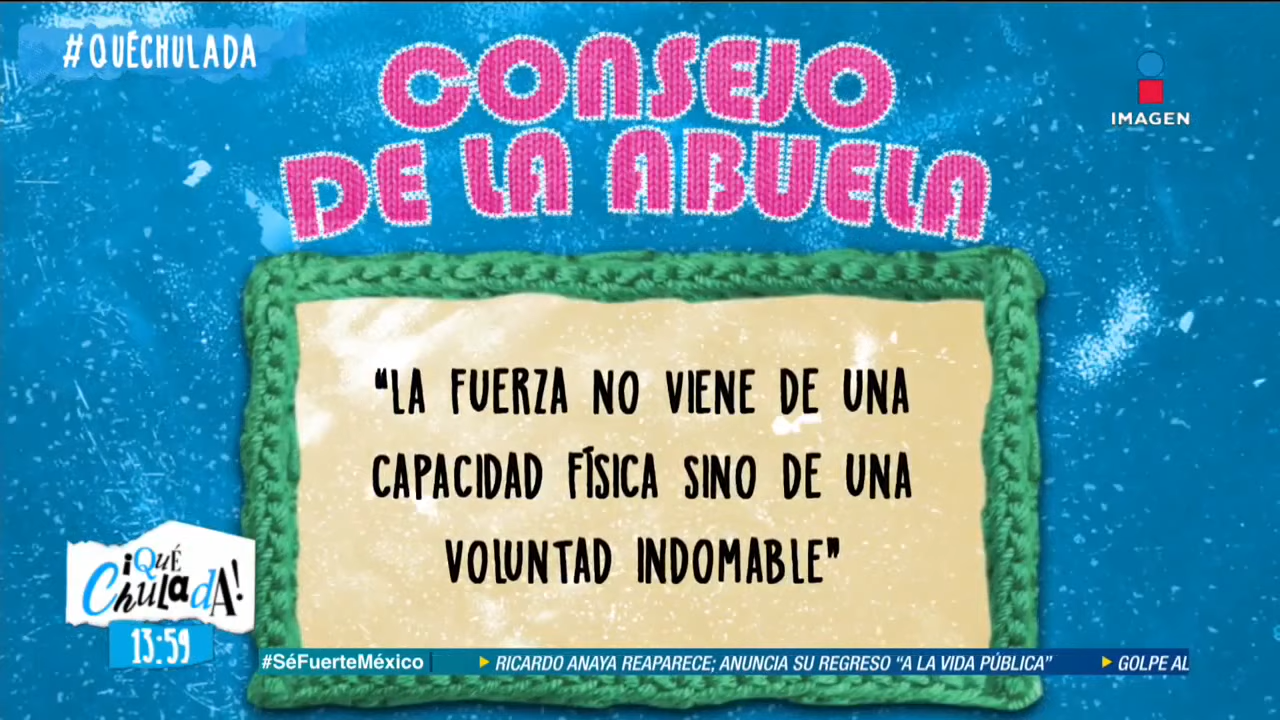 #QUÉCHULADA
CONSEJO
DE LA ABUELA
IMAGEN
“LA FUERZA NO VIENE DE UNA
CAPACIDAD FÍSICA SINO DE UNA
VOLUNTAD INDOMABLE”
¡QUÉ
CHULADA!
13:59
#SéFuerteMéxico RICARDO ANAYA REAPARECE; ANUNCIA SU REGRESO “A LA VIDA PÚBLICA” GOLPE AL